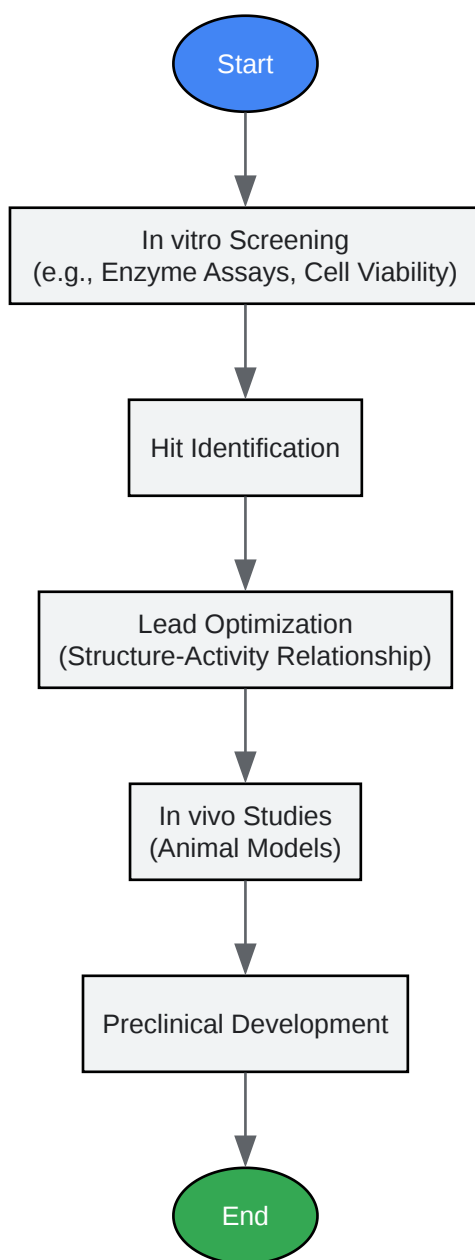 Start
In vitro Screening
(e.g., Enzyme Assays, Cell Viability)
Hit Identification
Lead Optimization
(Structure-Activity Relationship)
In vivo Studies
(Animal Models)
Preclinical Development
End